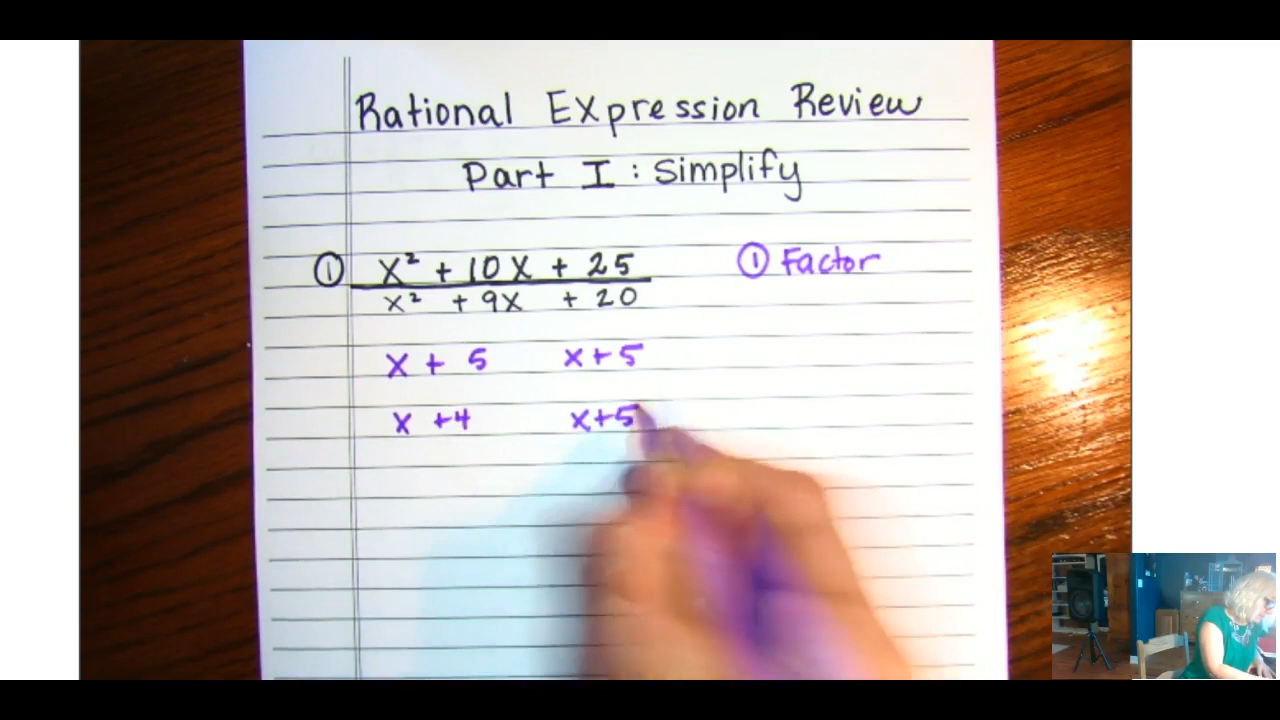 Rational Expression Review
Part I : Simplify
① x² + 10x + 25 ① Factor
x² + 9x + 20
x + 5 x + 5
x + 4 x + 5